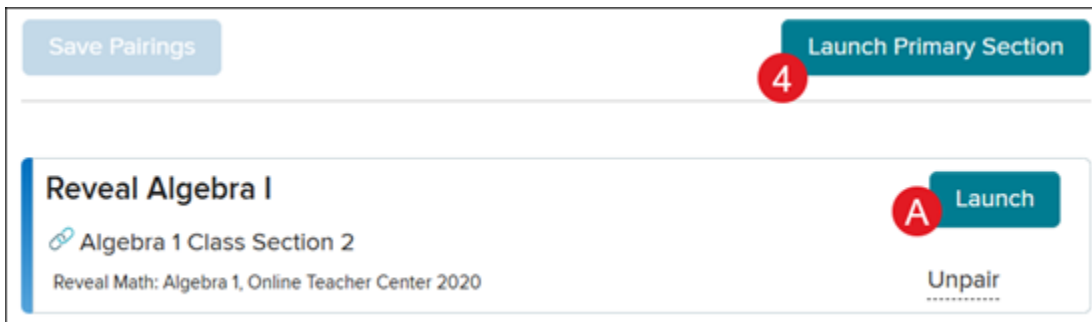 Save Pairings
Launch Primary Section
4
Reveal Algebra I
Launch
A
Algebra 1 Class Section 2
Reveal Math: Algebra 1, Online Teacher Center 2020
Unpair